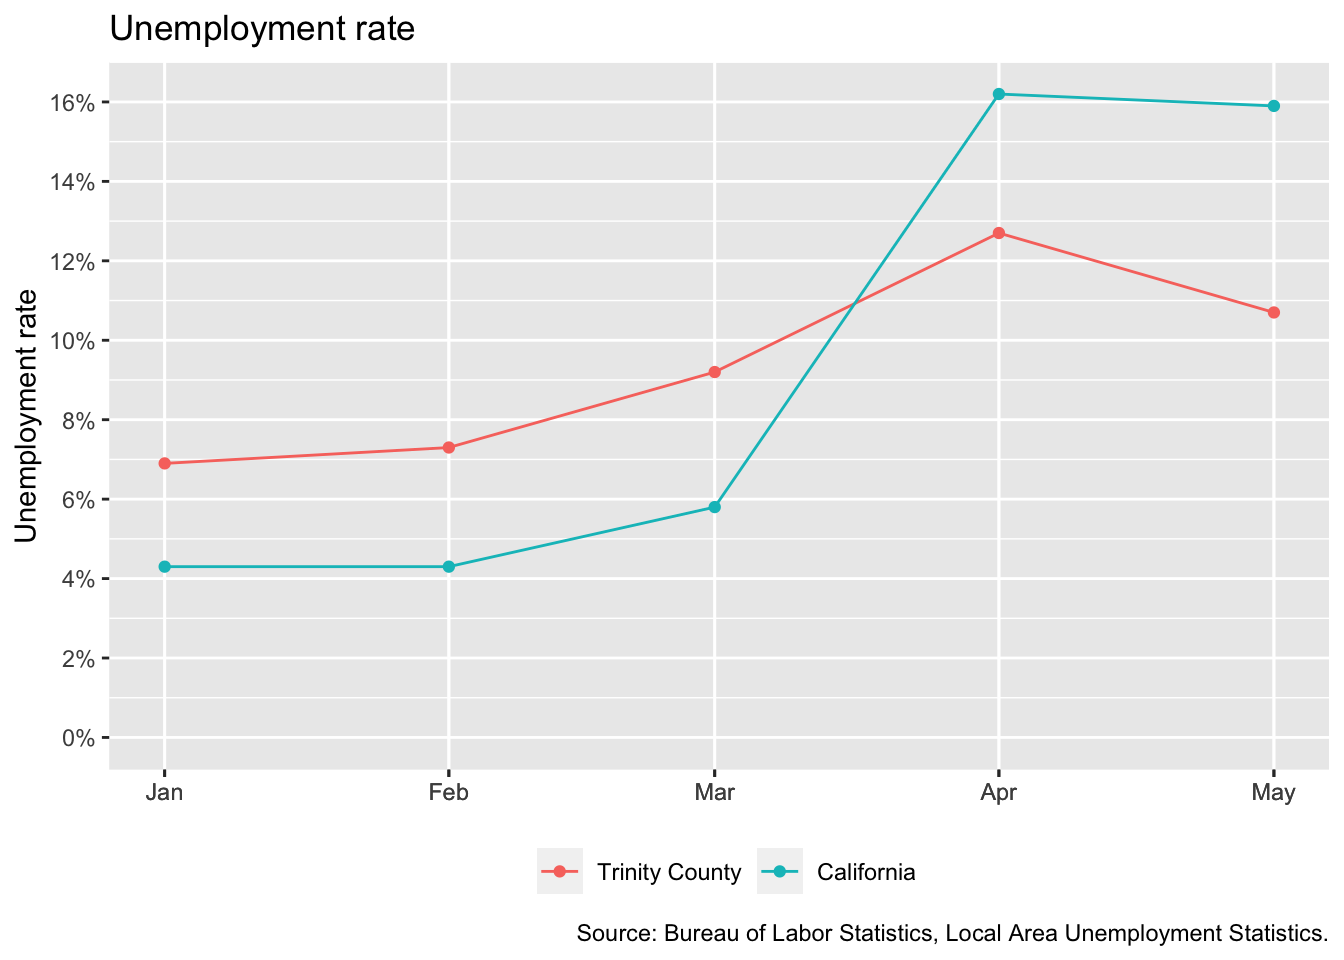 Unemployment rate
Unemployment rate
16%
14%
12%
10%
8%
6%
4%
2%
0%
Jan Feb Mar Apr May
Trinity County California
Source: Bureau of Labor Statistics, Local Area Unemployment Statistics.